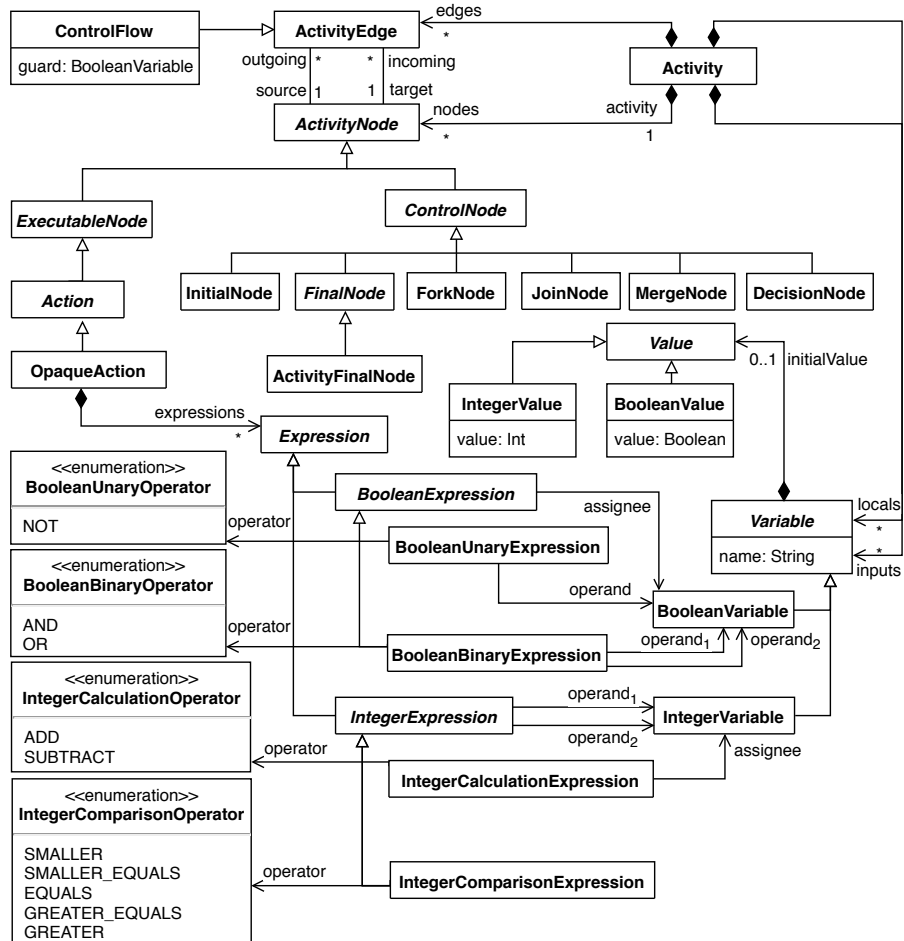 ControlFlow
guard: BooleanVariable
ActivityEdge
edges
*
Activity
outgoing * * incoming
source 1 1 target
ActivityNode
nodes
*
activity
1
ExecutableNode
ControlNode
Action
InitialNode
FinalNode
ForkNode
JoinNode
MergeNode
DecisionNode
OpaqueAction
ActivityFinalNode
Value
0..1 initialValue
IntegerValue
value: Int
BooleanValue
value: Boolean
expressions
*
Expression
<<enumeration>>
BooleanUnaryOperator
NOT
operator
BooleanExpression
assignee
Variable
name: String
locals
*
*
inputs
BooleanUnaryExpression
operand
<<enumeration>>
BooleanBinaryOperator
AND
OR
operator
BooleanVariable
operand1
operand2
BooleanBinaryExpression
<<enumeration>>
IntegerCalculationOperator
ADD
SUBTRACT
operator
IntegerExpression
operand1
operand2
IntegerVariable
assignee
IntegerCalculationExpression
<<enumeration>>
IntegerComparisonOperator
SMALLER
SMALLER_EQUALS
EQUALS
GREATER_EQUALS
GREATER
operator
IntegerComparisonExpression